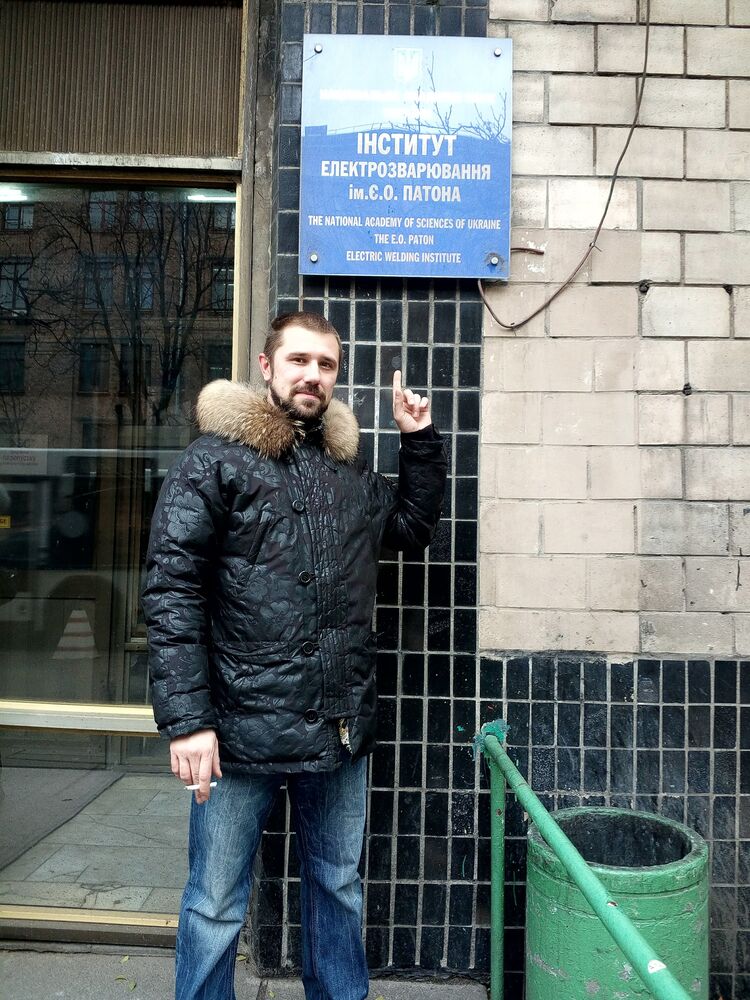 ІНСТИТУТ
ЕЛЕКТРОЗВАРЮВАННЯ
ім.Є.О. ПАТОНА
THE NATIONAL ACADEMY OF SCIENCES OF UKRAINE
THE E.O. PATON
ELECTRIC WELDING INSTITUTE